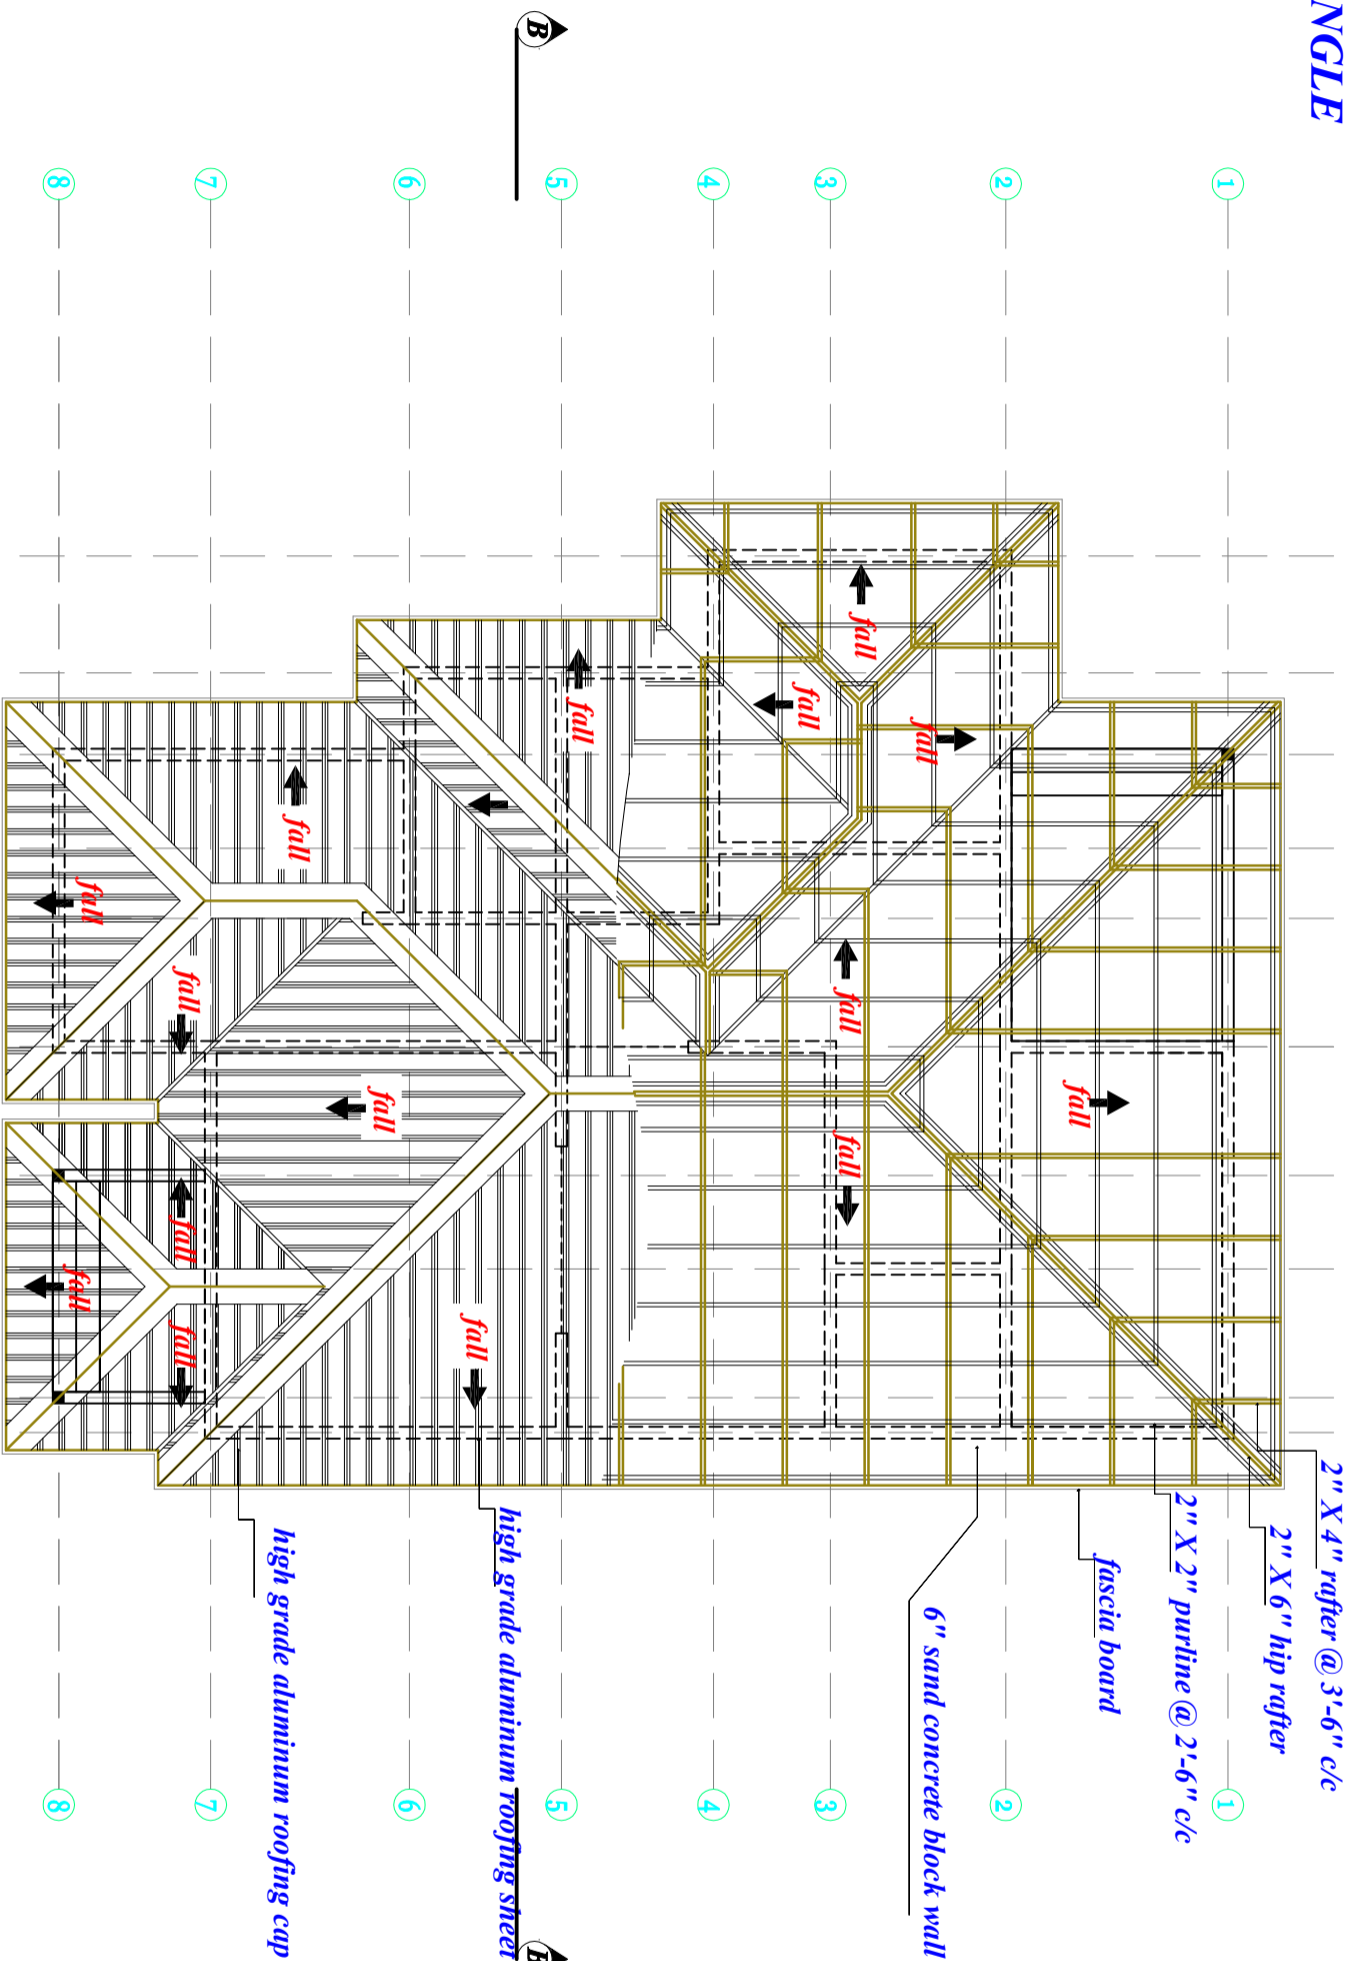 NGLE
2" X 4" rafter @ 3'-6" c/c
2" X 6" hip rafter
1
1
2" X 2" purline @ 2'-6" c/c
fascia board
fall
2
2
6" sand concrete block wall
fall
fall
fall
fall
3
3
fall
4
4
fall
5
5
B
B
high grade aluminum roofing sheet
fall
6
6
fall
fall
high grade aluminum roofing cap
7
7
fall
fall
fall
fall
fall
8
8